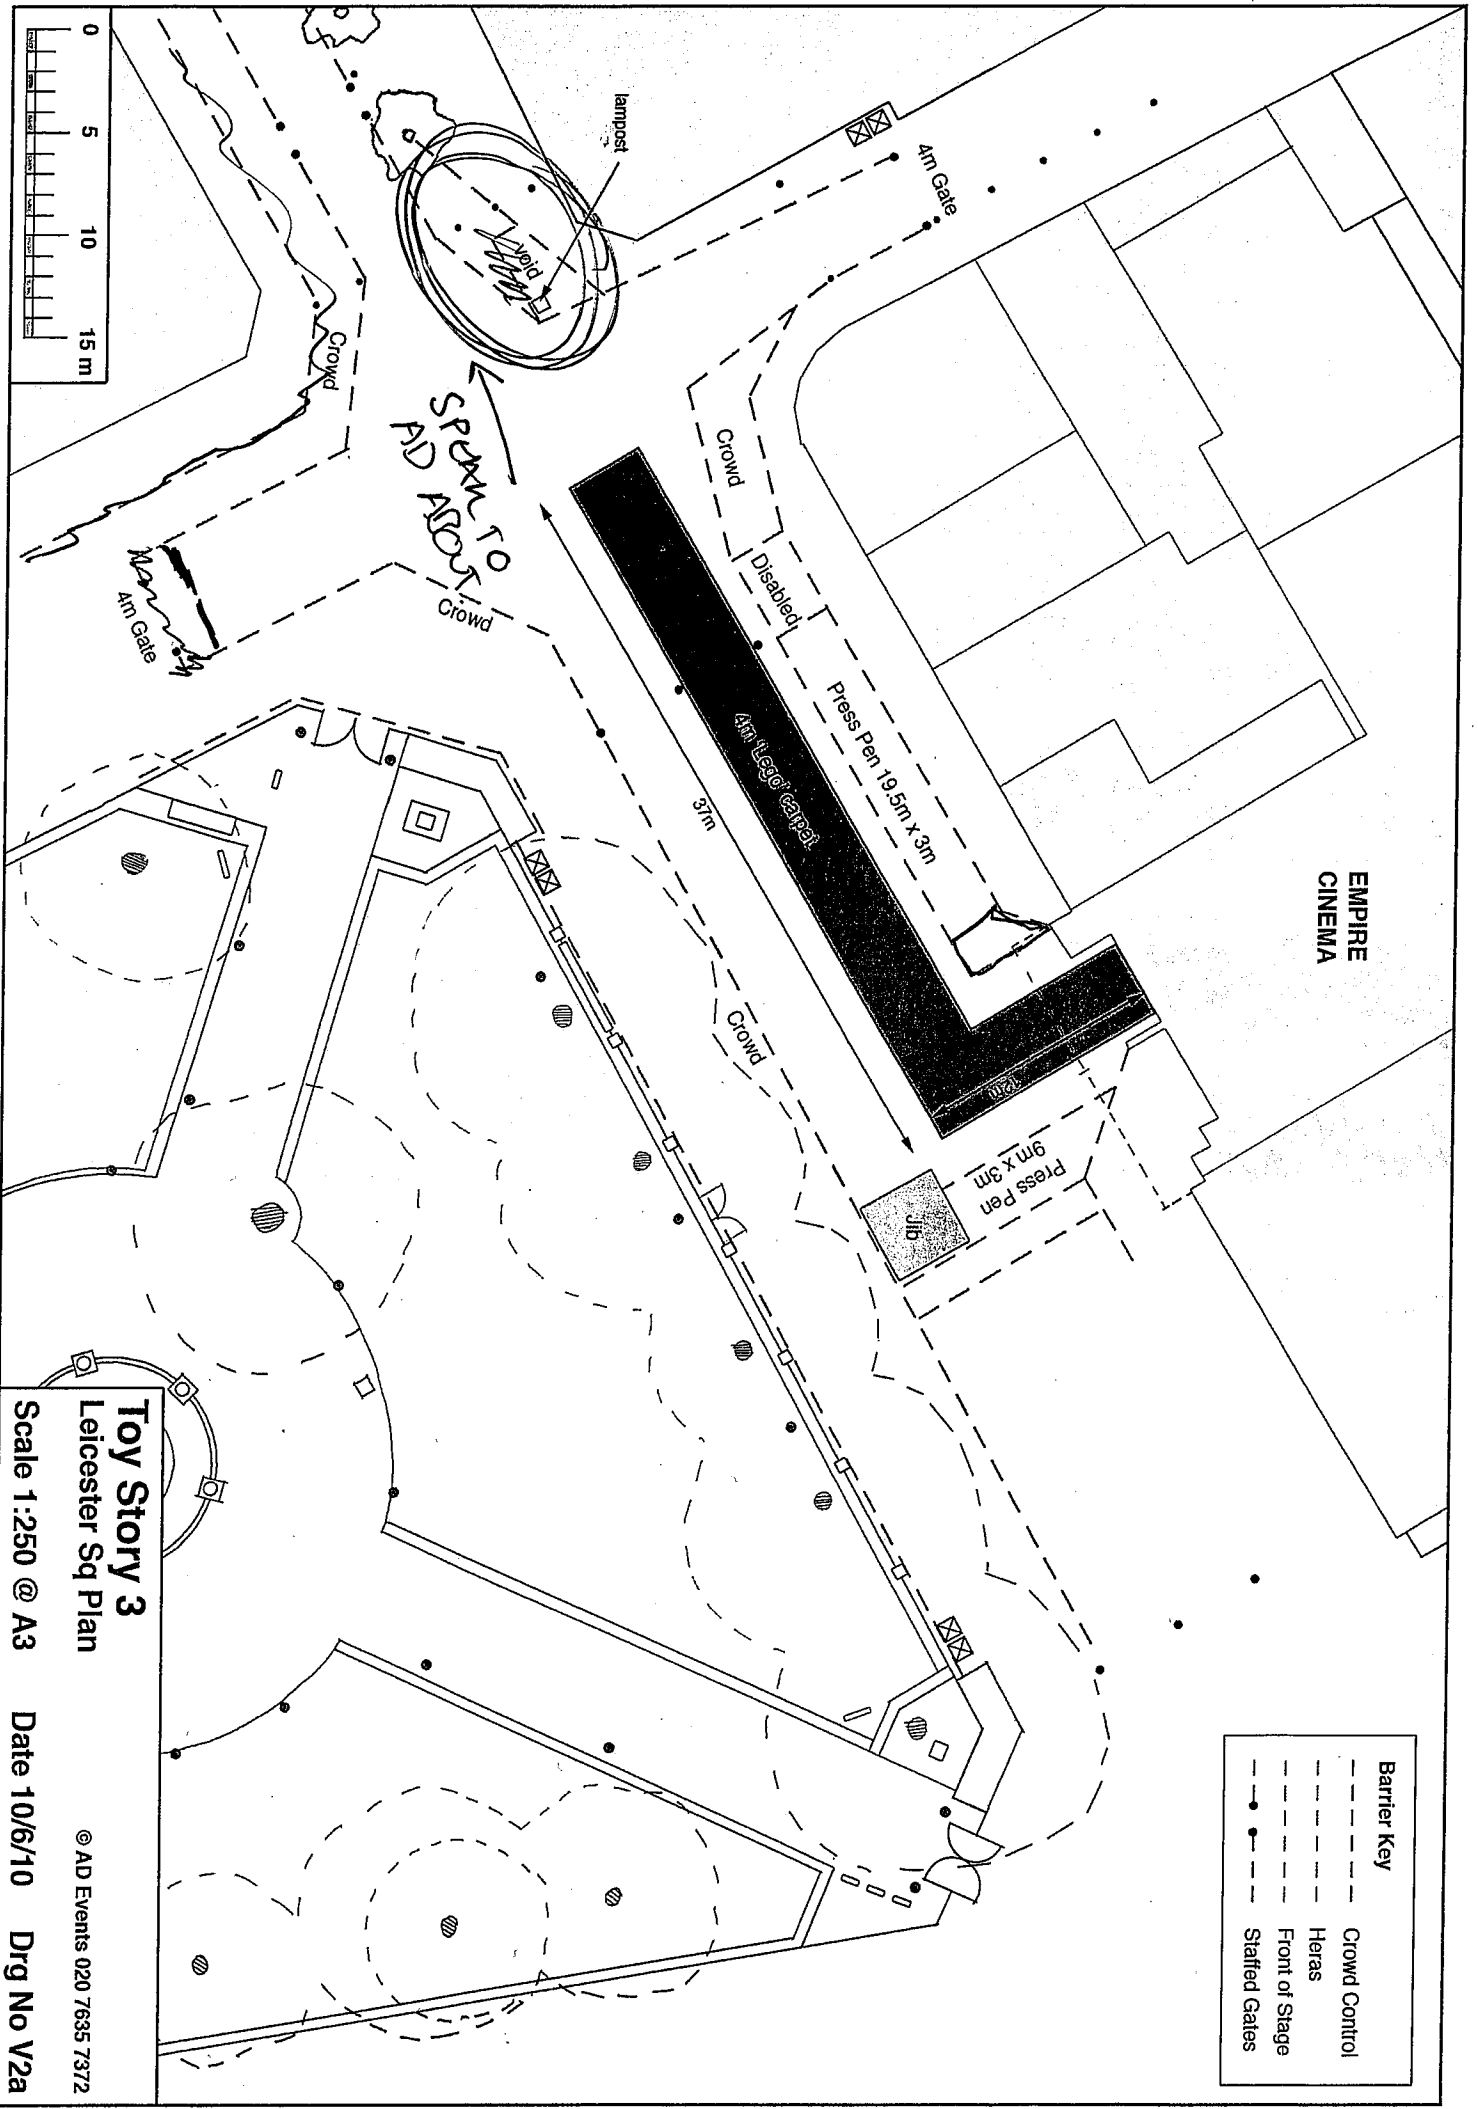 EMPIRE
CINEMA
Barrier Key
Crowd Control
Heras
Front of Stage
Staffed Gates
lampost
4m Gate
void
Crowd
Disabled
Press Pen 19.5m x 3m
4m 'Lego' carpet
12m
Press Pen
9m x 3m
Jib
37m
Crowd
Crowd
Crowd
SPEAK TO
AD ABOUT
4m Gate
0 5 10 15 m
Toy Story 3
Leicester Sq Plan
© AD Events 020 7635 7372
Scale 1:250 @ A3 Date 10/6/10 Drg No V2a